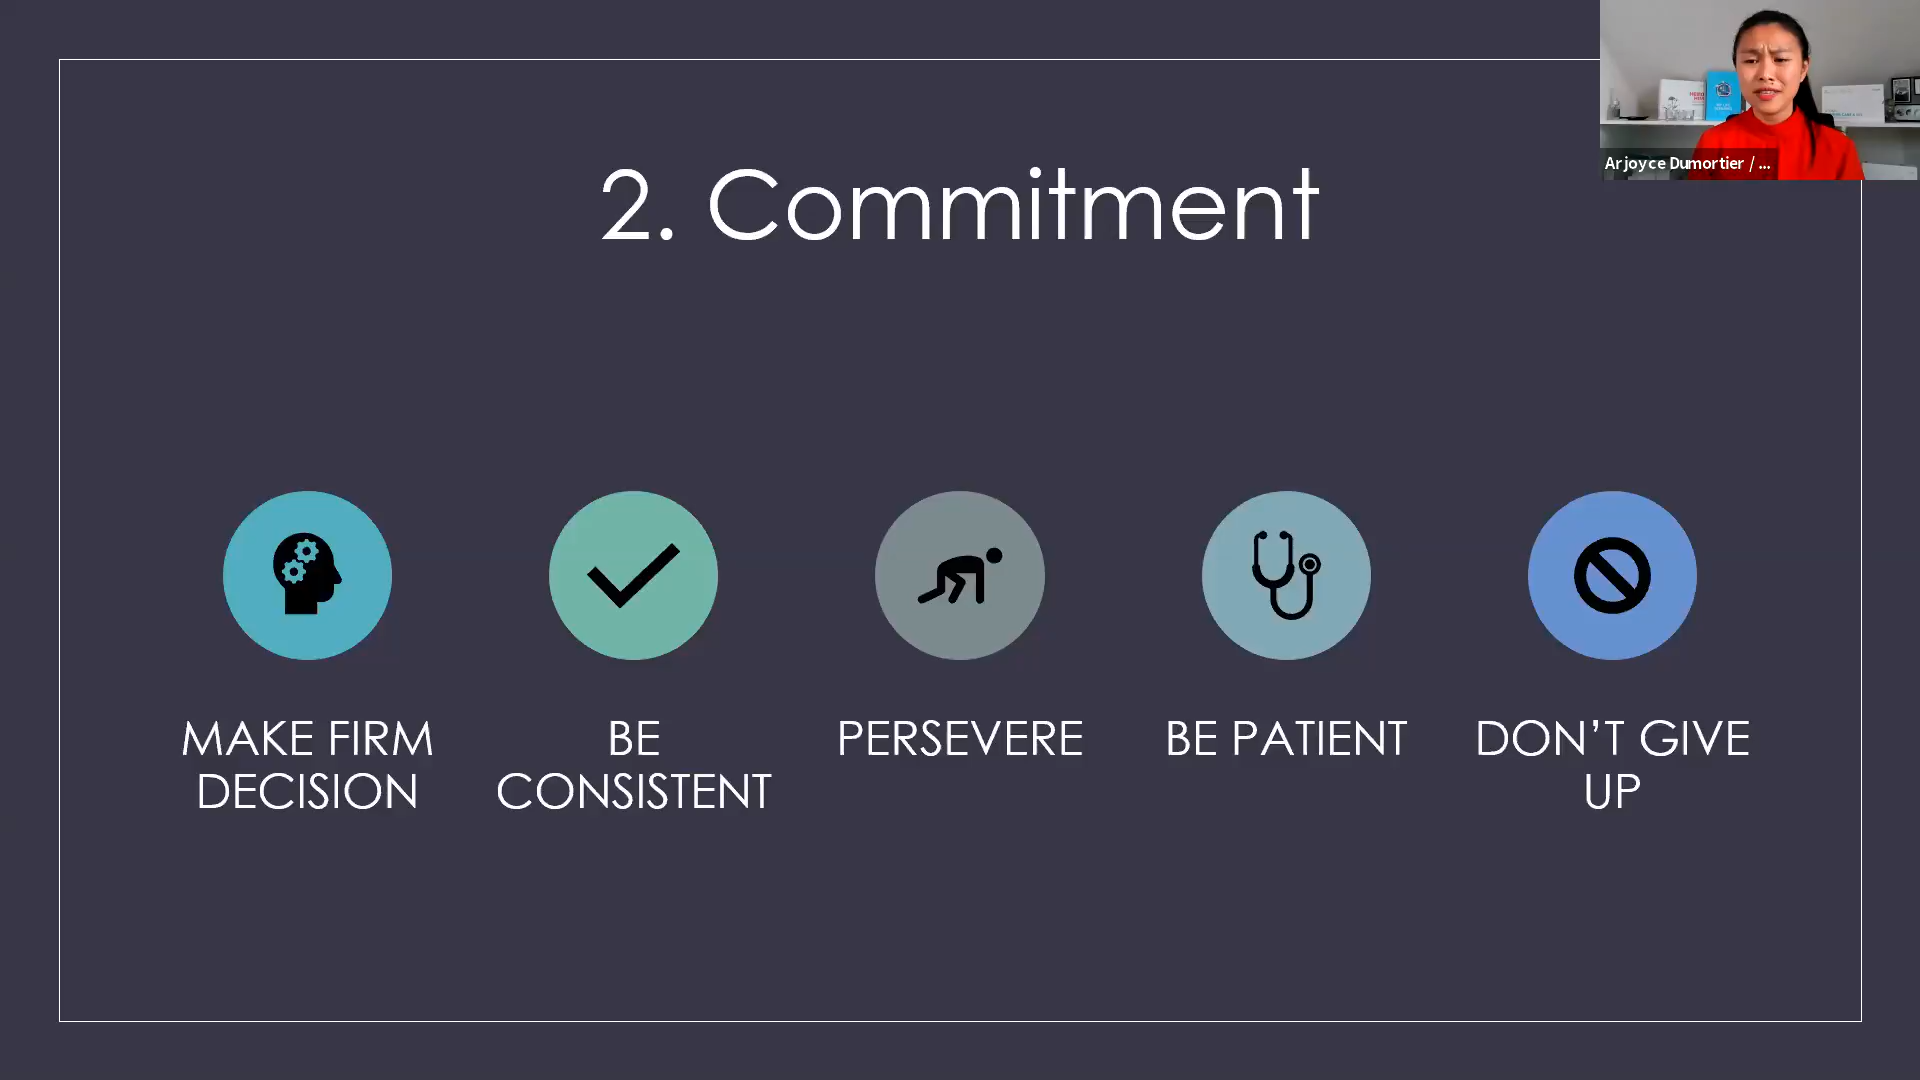 2. Commitment
Arjoyce Dumortier / ...
MAKE FIRM
DECISION
BE
CONSISTENT
PERSEVERE
BE PATIENT
DON’T GIVE
UP